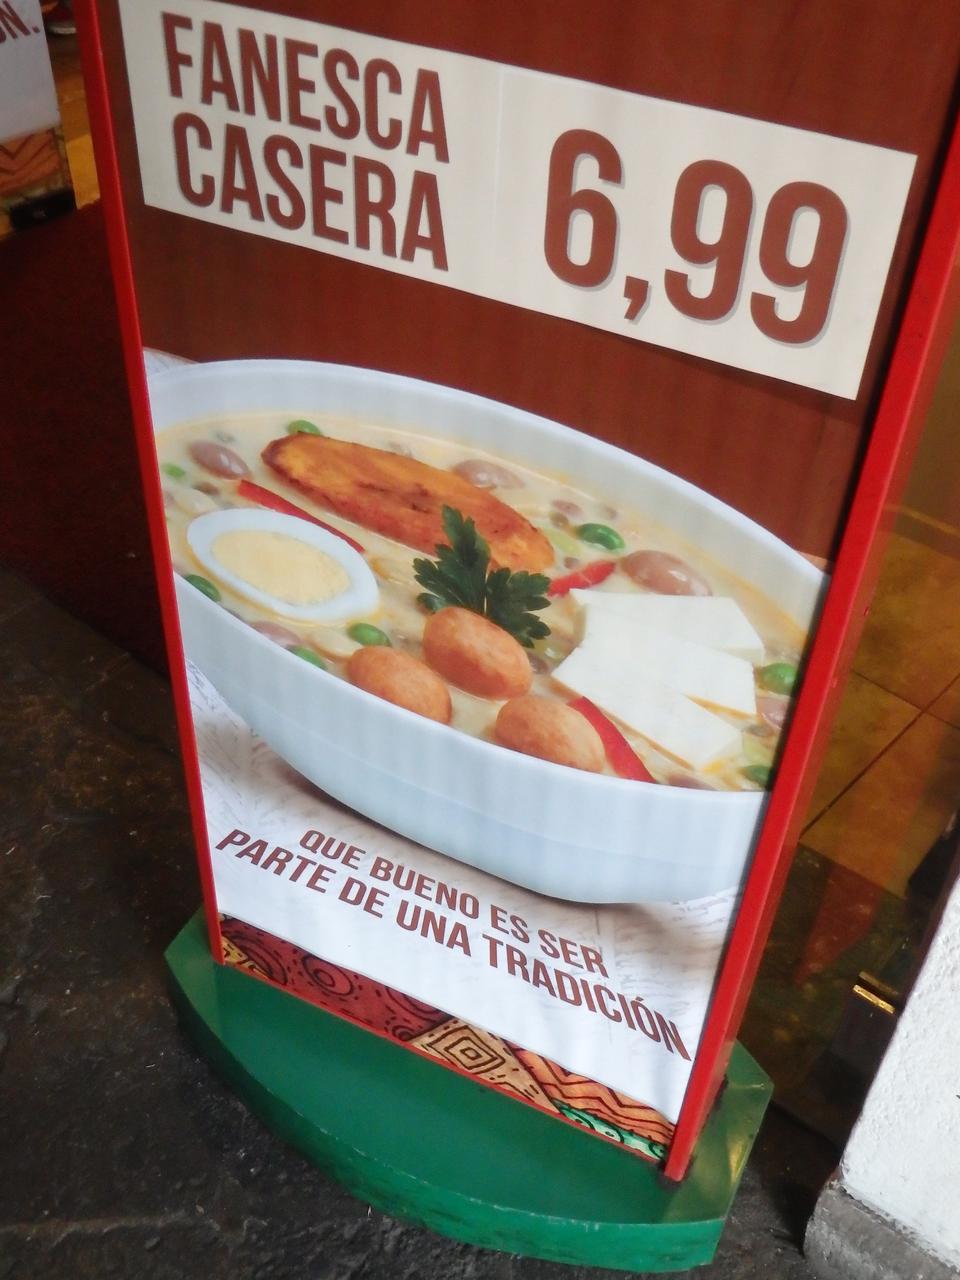 FANESCA
CASERA
6,99
QUE BUENO ES SER
PARTE DE UNA TRADICIÓN